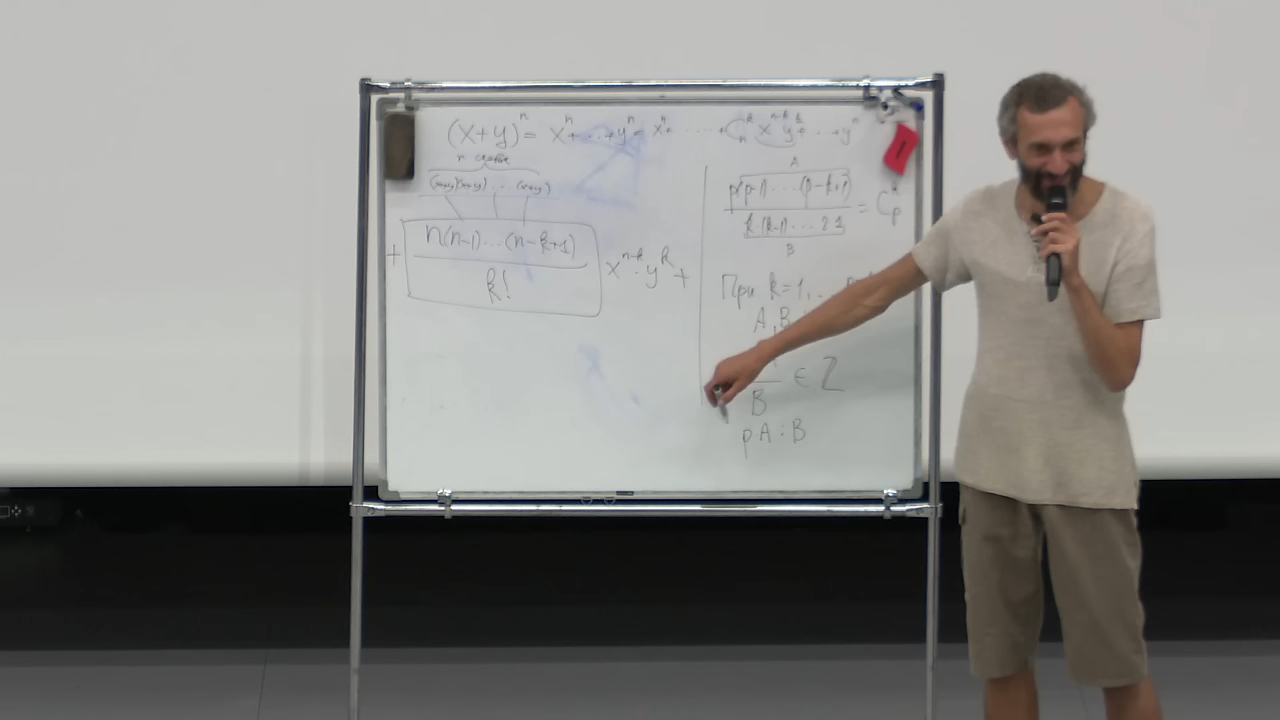 (x+y)^n = x^n + ... + y^n = x^n + ... + C_n^k x^{n-k} y^k + ... + y^n
n скобок
(x+y)(x+y) ... (x+y)
+ n(n-1)...(n-k+1)
k!
x^{n-k} · y^k +
A
p(p-1)...(p-k+1)
k·(k-1)...2·1
= C_p^k
B
При k=1, ..
A, B
B
∈ Z
pA ⋮ B